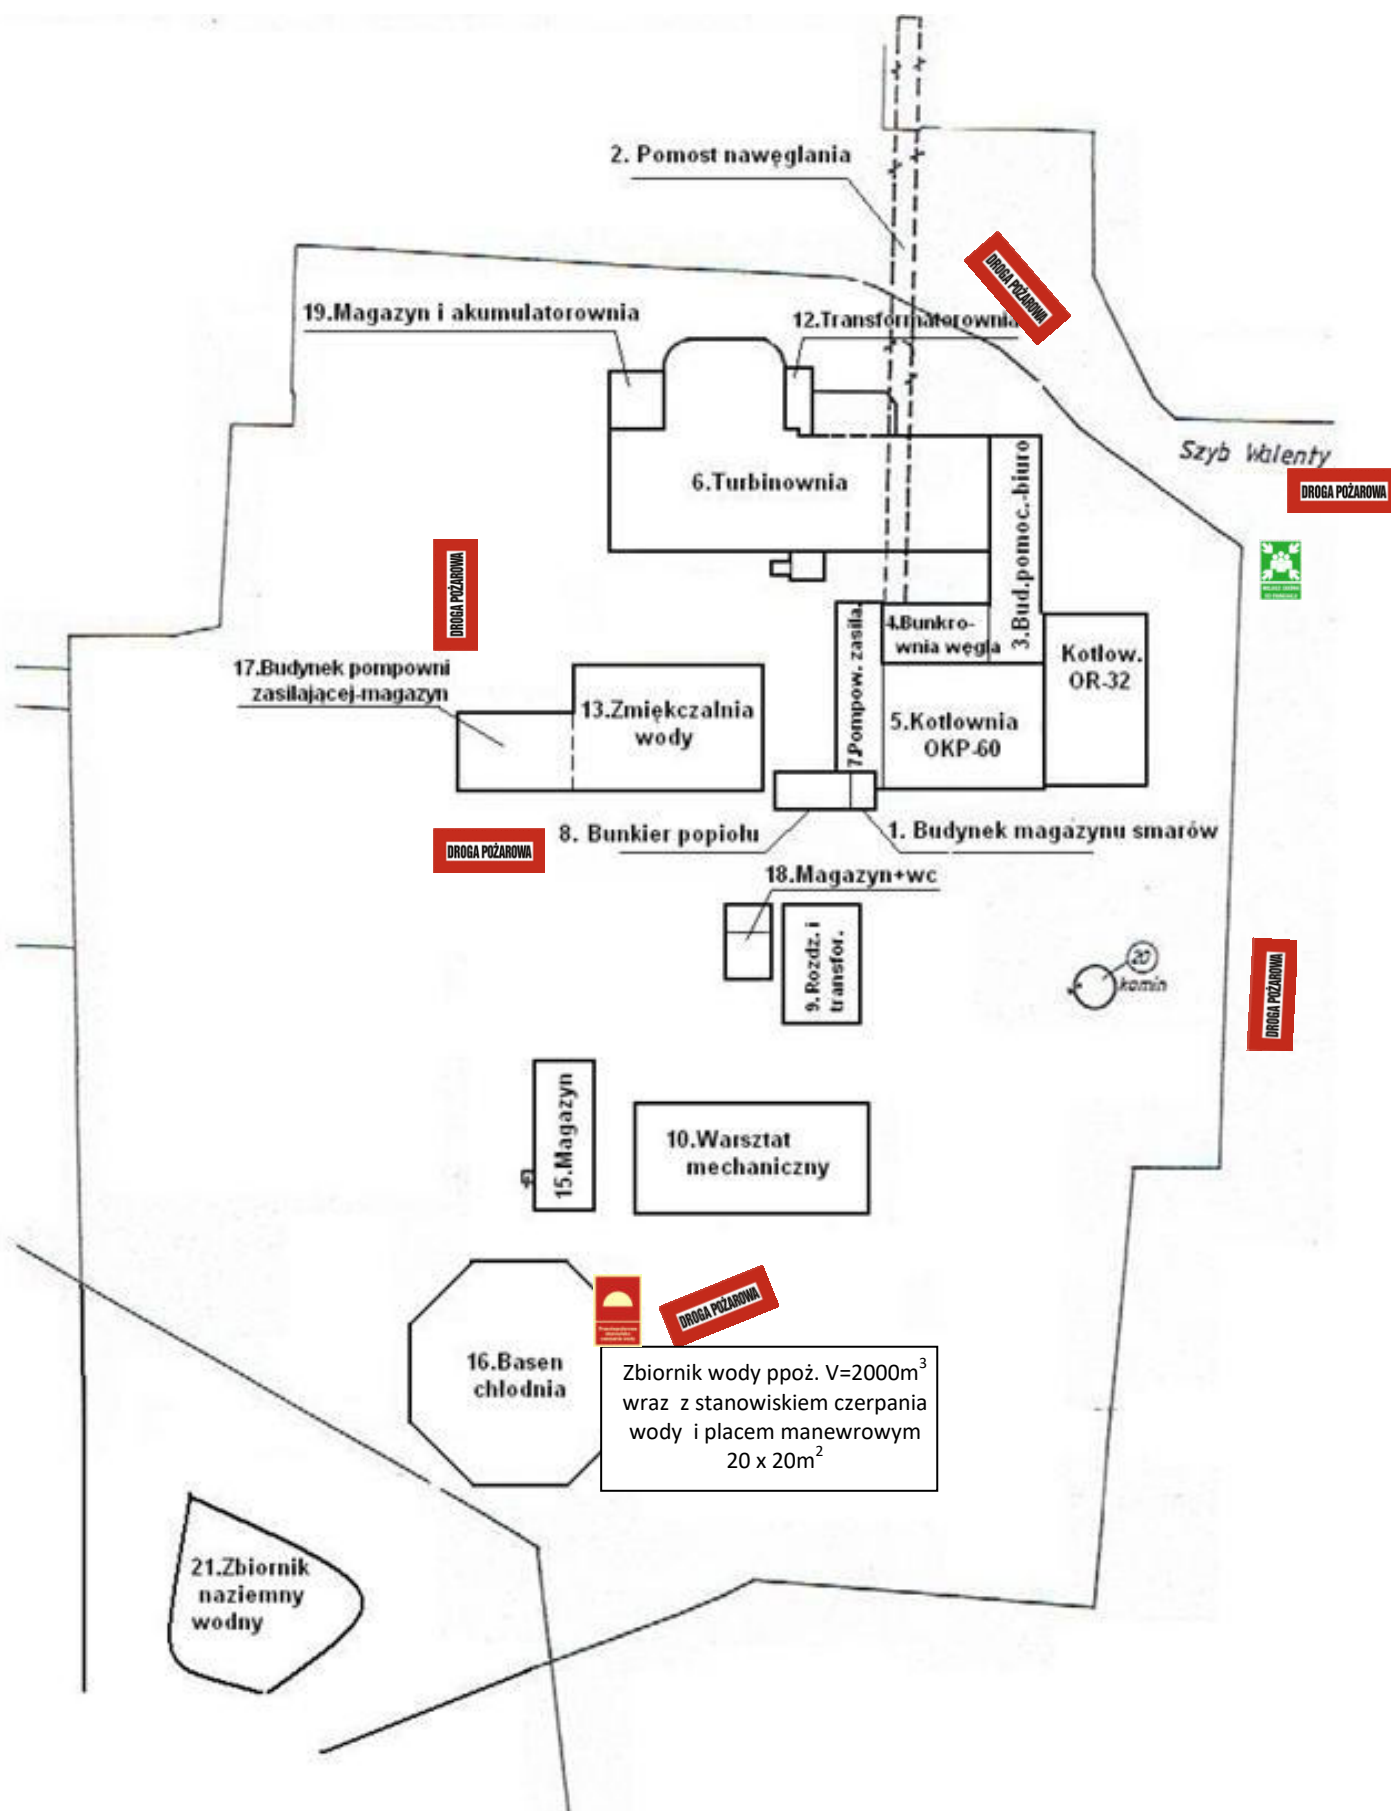 2. Pomost nawęglania
DROGA POŻAROWA
19.Magazyn i akumulatorownia
12.Transformatorownia
Szyb Walenty
DROGA POŻAROWA
6.Turbinownia
3.Bud.pomoc.-biuro
DROGA POŻAROWA
4.Bunkro-
wnia węgla
7.Pompow. zasila.
Kotlow.
OR-32
17.Budynek pompowni
zasilającej-magazyn
13.Zmiękczalnia
wody
5.Kotlownia
OKP-60
8. Bunkier popiołu
1. Budynek magazynu smarów
DROGA POŻAROWA
18.Magazyn+wc
9.Rozdz. i
transfor.
20
komin
DROGA POŻAROWA
15.Magazyn
10.Warsztat
mechaniczny
DROGA POŻAROWA
16.Basen
chłodnia
Zbiornik wody ppoż. V=2000m³
wraz z stanowiskiem czerpania
wody i placem manewrowym
20 x 20m²
21.Zbiornik
naziemny
wodny